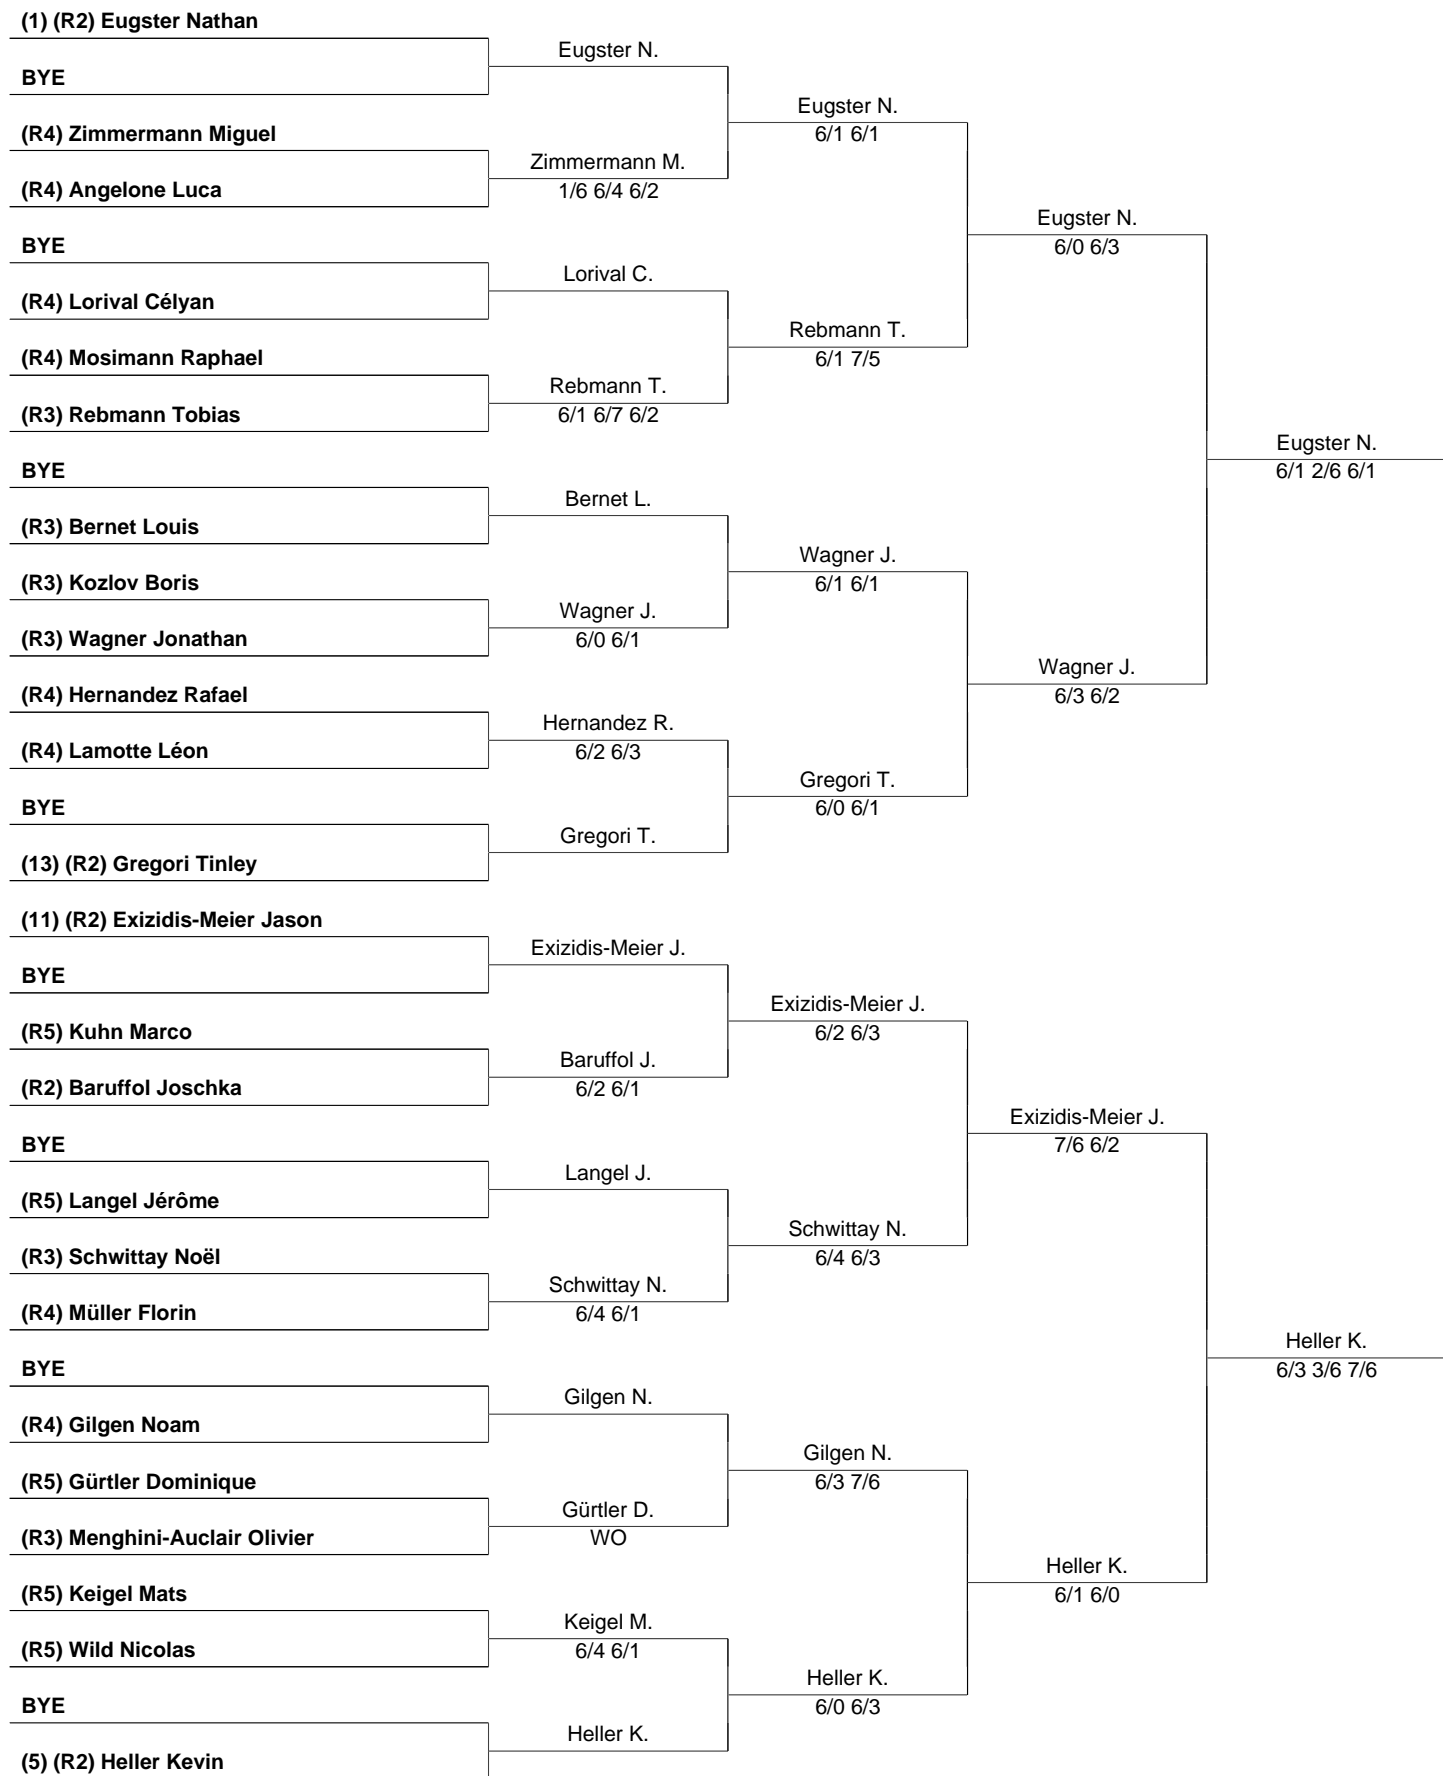 (1) (R2) Eugster Nathan
Eugster N.
BYE
Eugster N.
6/1 6/1
(R4) Zimmermann Miguel
Zimmermann M.
1/6 6/4 6/2
(R4) Angelone Luca
Eugster N.
6/0 6/3
BYE
Lorival C.
(R4) Lorival Célyan
Rebmann T.
6/1 7/5
(R4) Mosimann Raphael
Rebmann T.
6/1 6/7 6/2
(R3) Rebmann Tobias
Eugster N.
6/1 2/6 6/1
BYE
Bernet L.
(R3) Bernet Louis
Wagner J.
6/1 6/1
(R3) Kozlov Boris
Wagner J.
6/0 6/1
(R3) Wagner Jonathan
Wagner J.
6/3 6/2
(R4) Hernandez Rafael
Hernandez R.
6/2 6/3
(R4) Lamotte Léon
Gregori T.
6/0 6/1
BYE
Gregori T.
(13) (R2) Gregori Tinley
(11) (R2) Exizidis-Meier Jason
Exizidis-Meier J.
BYE
Exizidis-Meier J.
6/2 6/3
(R5) Kuhn Marco
Baruffol J.
6/2 6/1
(R2) Baruffol Joschka
Exizidis-Meier J.
7/6 6/2
BYE
Langel J.
(R5) Langel Jérôme
Schwittay N.
6/4 6/3
(R3) Schwittay Noël
Schwittay N.
6/4 6/1
(R4) Müller Florin
Heller K.
6/3 3/6 7/6
BYE
Gilgen N.
(R4) Gilgen Noam
Gilgen N.
6/3 7/6
(R5) Gürtler Dominique
Gürtler D.
WO
(R3) Menghini-Auclair Olivier
Heller K.
6/1 6/0
(R5) Keigel Mats
Keigel M.
6/4 6/1
(R5) Wild Nicolas
Heller K.
6/0 6/3
BYE
Heller K.
(5) (R2) Heller Kevin